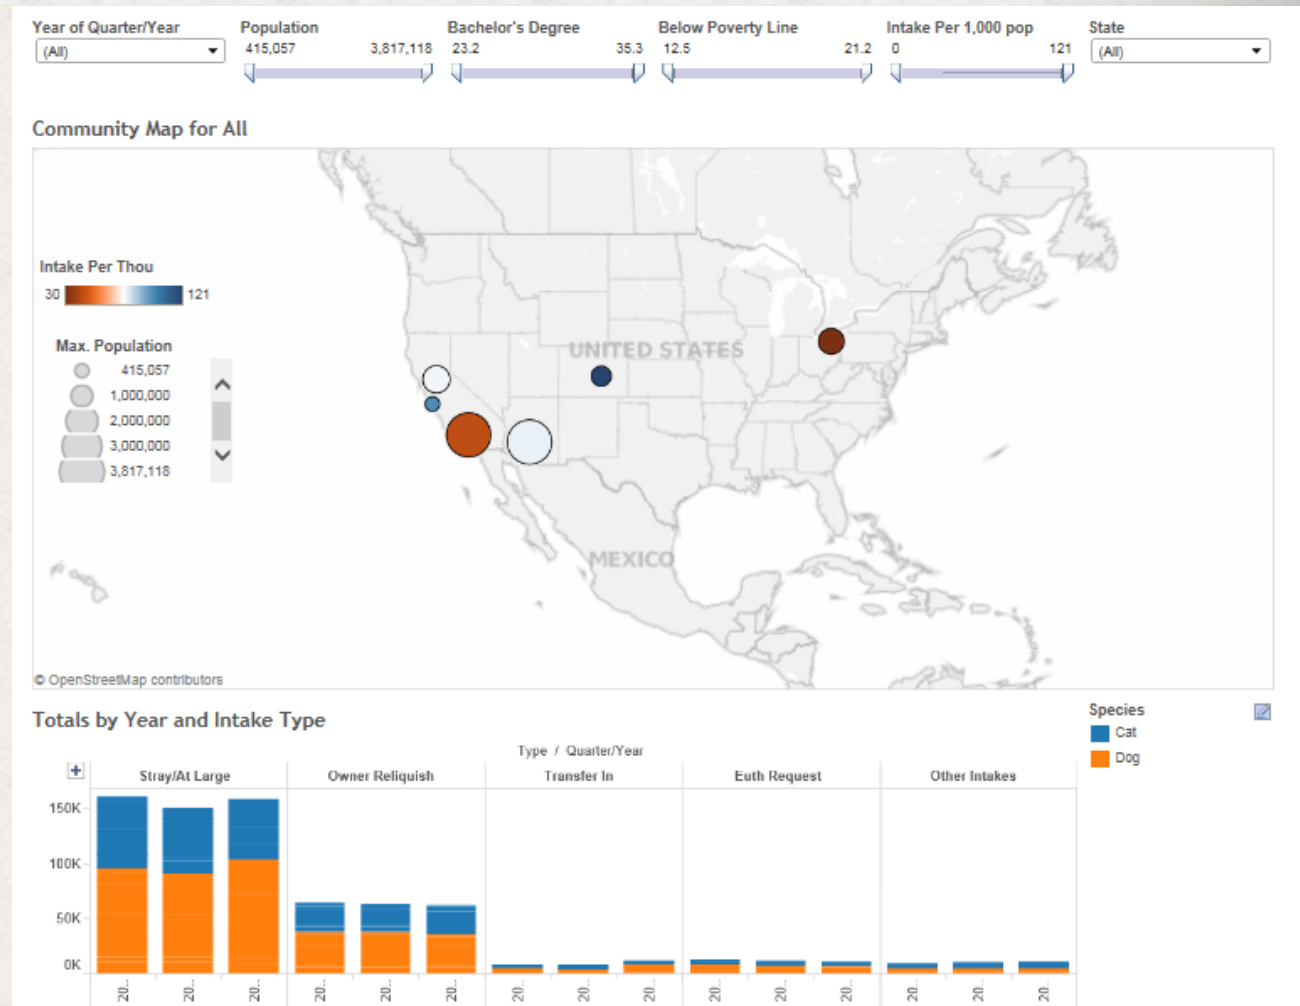 Year of Quarter/Year
(All)
Population
415,057 3,817,118
Bachelor's Degree
23.2 35.3
Below Poverty Line
12.5 21.2
Intake Per 1,000 pop
0 121
State
(All)
Community Map for All
Intake Per Thou
30 121
Max. Population
415,057
1,000,000
2,000,000
3,000,000
3,817,118
UNITED STATES
MEXICO
© OpenStreetMap contributors
Totals by Year and Intake Type
Species
Cat
Dog
Type / Quarter/Year
Stray/At Large Owner Reliquish Transfer In Euth Request Other Intakes
150K
100K
50K
0K
20.. 20.. 20.. 20.. 20.. 20.. 20.. 20.. 20.. 20.. 20.. 20.. 20.. 20.. 20..